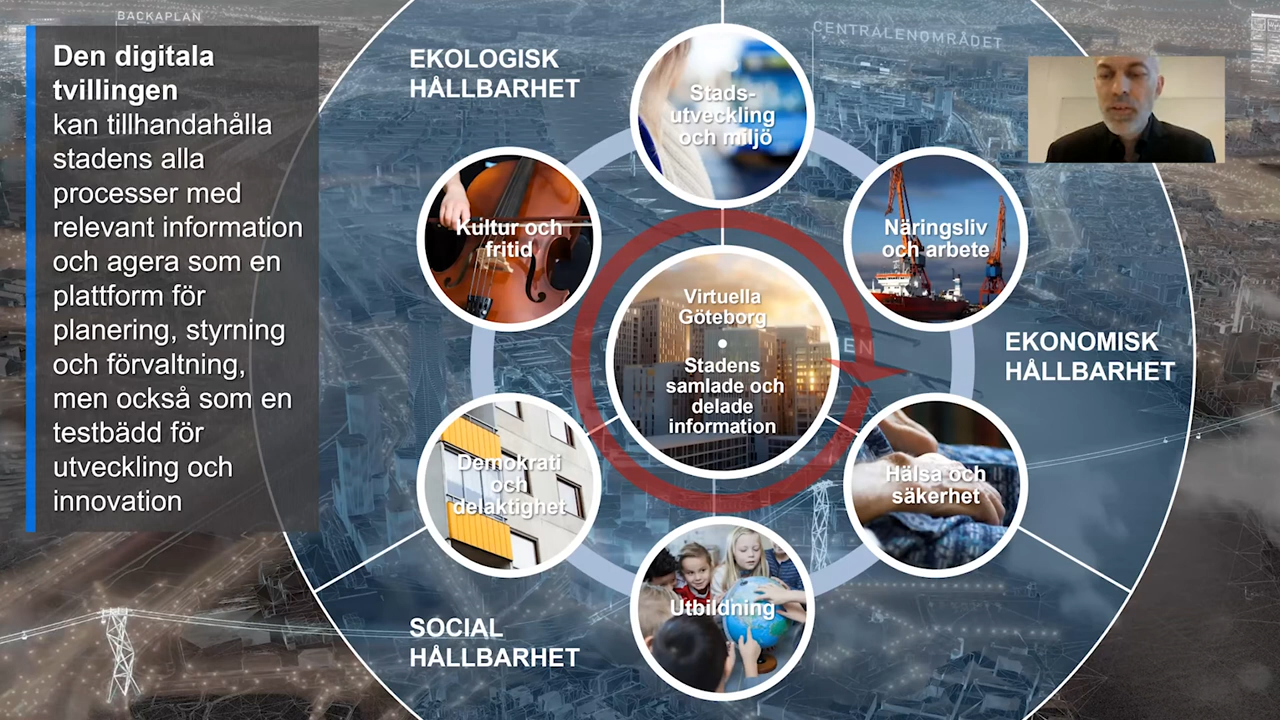 BACKAPLAN
Den digitala
tvillingen
kan tillhandahålla
stadens alla
processer med
relevant information
och agera som en
plattform för
planering, styrning
och förvaltning,
men också som en
testbädd för
utveckling och
innovation
EKOLOGISK
HÅLLBARHET
CENTRALENOMRÅDET
Stads-
utveckling
och miljö
Kultur och
fritid
Näringsliv
och arbete
Virtuella
Göteborg
Stadens
samlade och
delade
information
EKONOMISK
HÅLLBARHET
Demokrati
och
delaktighet
Hälsa och
säkerhet
Utbildning
SOCIAL
HÅLLBARHET